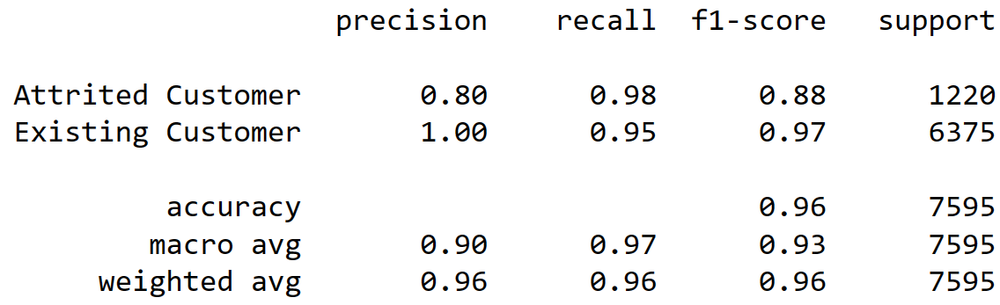 precision recall f1-score support
Attrited Customer 0.80 0.98 0.88 1220
Existing Customer 1.00 0.95 0.97 6375
accuracy 0.96 7595
macro avg 0.90 0.97 0.93 7595
weighted avg 0.96 0.96 0.96 7595